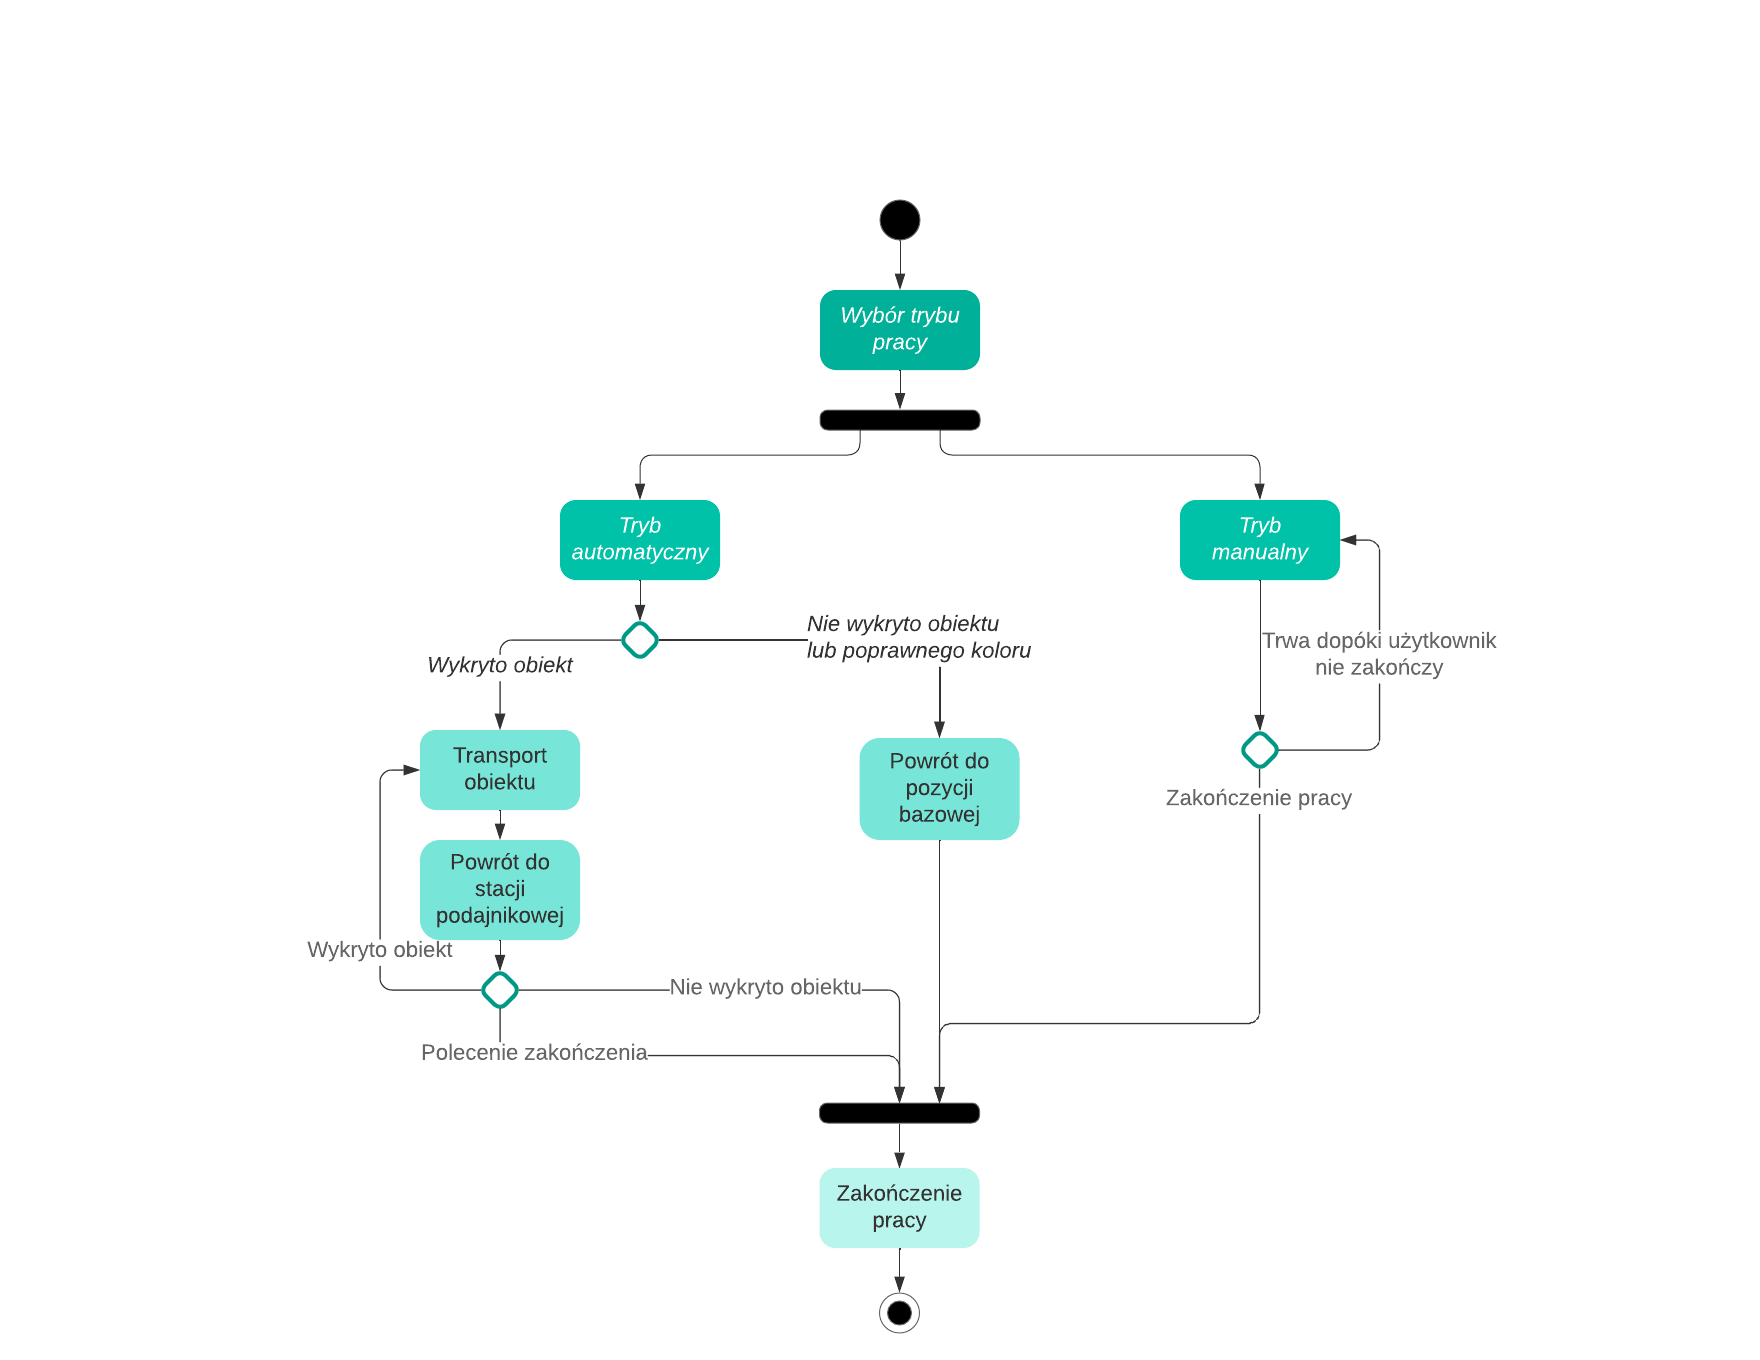 Wybór trybu
pracy
Tryb
automatyczny
Tryb
manualny
Nie wykryto obiektu
lub poprawnego koloru
Wykryto obiekt
Trwa dopóki użytkownik
nie zakończy
Transport
obiektu
Powrót do
pozycji
bazowej
Zakończenie pracy
Powrót do
stacji
podajnikowej
Wykryto obiekt
Nie wykryto obiektu
Polecenie zakończenia
Zakończenie
pracy